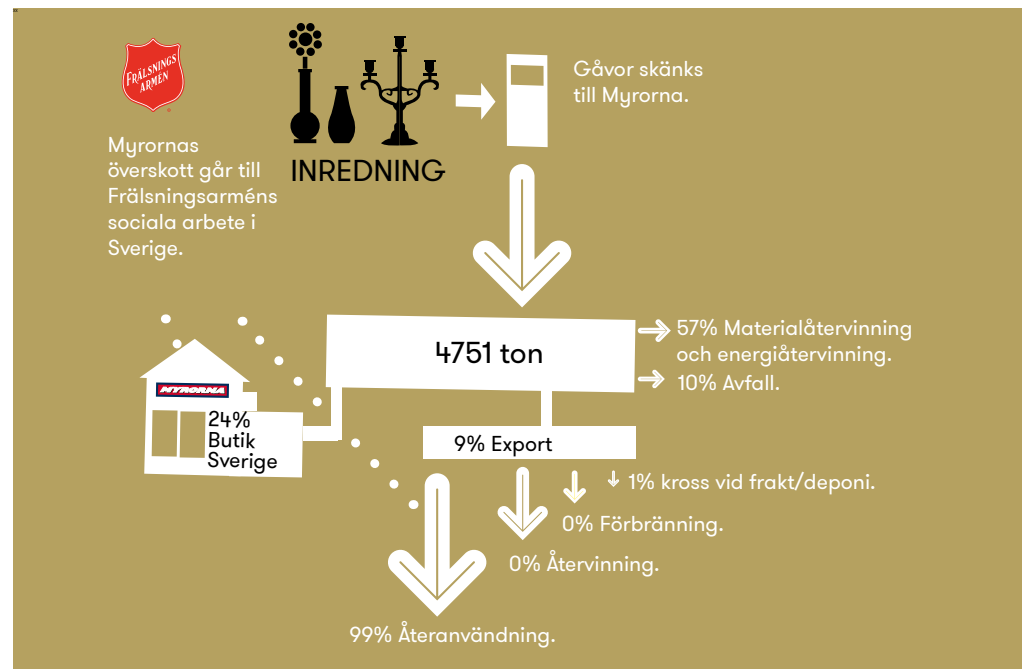 FRÄLSNINGS
ARMÉN
Myrornas
överskott går till
Frälsningsarméns
sociala arbete i
Sverige.
INREDNING
Gåvor skänks
till Myrorna.
4751 ton
57% Materialåtervinning
och energiåtervinning.
10% Avfall.
MYRORNA
24%
Butik
Sverige
9% Export
1% kross vid frakt/deponi.
0% Förbränning.
0% Återvinning.
99% Återanvändning.